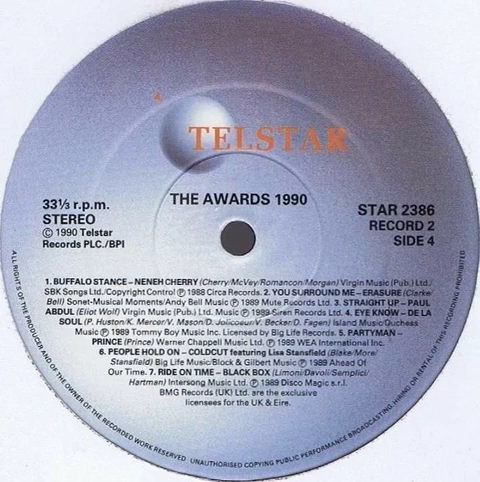 TELSTAR
THE AWARDS 1990
33⅓ r.p.m.
STEREO
Ⓒ 1990 Telstar
Records PLC./BPI
STAR 2386
RECORD 2
SIDE 4
1. BUFFALO STANCE – NENEH CHERRY (Cherry/McVey/Romancon/Morgan) Virgin Music (Pub.) Ltd./
SBK Songs Ltd./Copyright Control Ⓟ 1988 Circa Records. 2. YOU SURROUND ME – ERASURE (Clarke/
Bell) Sonet-Musical Moments/Andy Bell Music Ⓟ 1989 Mute Records Ltd. 3. STRAIGHT UP – PAUL
ABDUL (Eliot Wolf) Virgin Music (Pub.) Ltd. Music Ⓟ 1989 Siren Records Ltd. 4. EYE KNOW – DE LA
SOUL (P. Huston/K. Mercer/V. Mason/D. Jolicoeur/V. Becker/D. Fagen) Island Music/Duchess
Music Ⓟ 1989 Tommy Boy Music Inc. Licensed by Big Life Records. 5. PARTYMAN –
PRINCE (Prince) Warner Chappell Music Ltd. Ⓟ 1989 WEA International Inc.
6. PEOPLE HOLD ON – COLDCUT featuring Lisa Stansfield (Blake/More/
Stansfield) Big Life Music/Block & Gilbert Music Ⓟ 1989 Ahead Of
Our Time. 7. RIDE ON TIME – BLACK BOX (Limoni/Davoli/Semplici/
Hartman) Intersong Music Ltd. Ⓟ 1989 Disco Magic s.r.l.
BMG Records (UK) Ltd. are the exclusive
licensees for the UK & Eire.
ALL RIGHTS OF THE PRODUCER AND OF THE OWNER OF THE RECORDED WORK RESERVED UNAUTHORISED COPYING PUBLIC PERFORMANCE BROADCASTING, HIRING OR RENTAL OF THIS RECORDING PROHIBITED